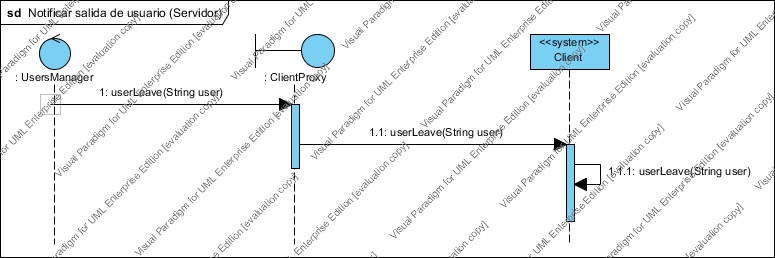 sd Notificar salida de usuario (Servidor)
<<system>>
Client
: UsersManager
: ClientProxy
1: userLeave(String user)
1.1: userLeave(String user)
1.1.1: userLeave(String user)
Visual Paradigm for UML Enterprise Edition [evaluation copy]